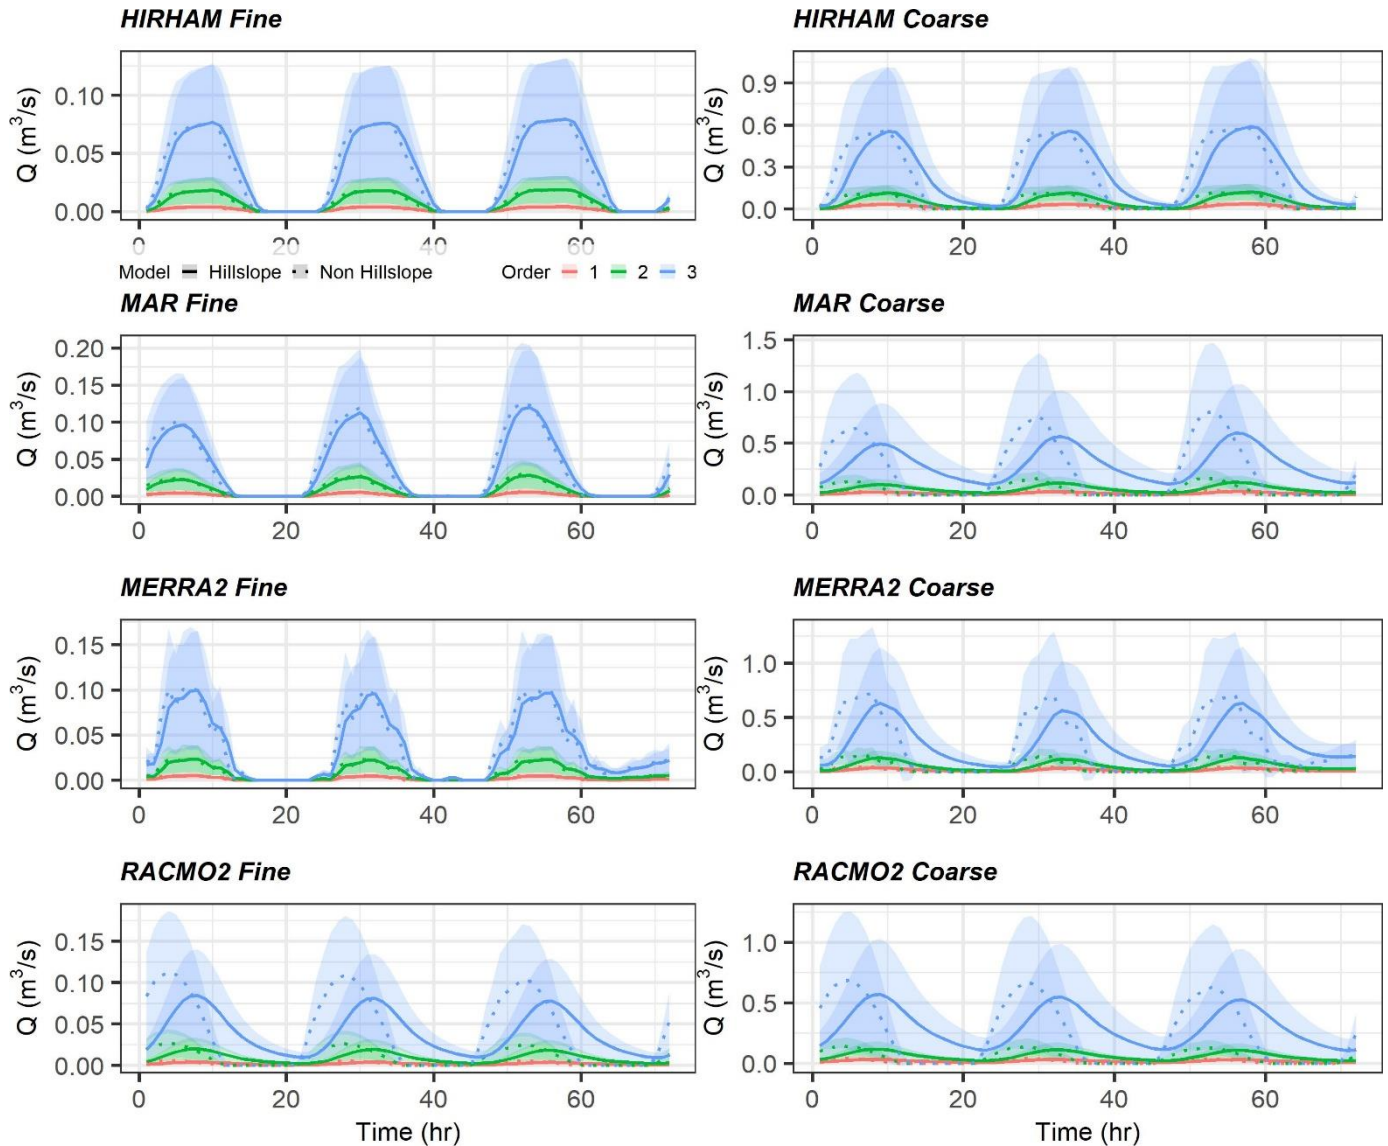 HIRHAM Fine
HIRHAM Coarse
Q (m³/s)
0.10
0.05
0.00
0 20 40 60
Q (m³/s)
0.9
0.6
0.3
0.0
0 20 40 60
Model Hillslope Non Hillslope Order 1 2 3
MAR Fine
MAR Coarse
Q (m³/s)
0.20
0.15
0.10
0.05
0.00
0 20 40 60
Q (m³/s)
1.5
1.0
0.5
0.0
0 20 40 60
MERRA2 Fine
MERRA2 Coarse
Q (m³/s)
0.15
0.10
0.05
0.00
0 20 40 60
Q (m³/s)
1.0
0.5
0.0
0 20 40 60
RACMO2 Fine
RACMO2 Coarse
Q (m³/s)
0.15
0.10
0.05
0.00
0 20 40 60
Time (hr)
Q (m³/s)
1.0
0.5
0.0
0 20 40 60
Time (hr)